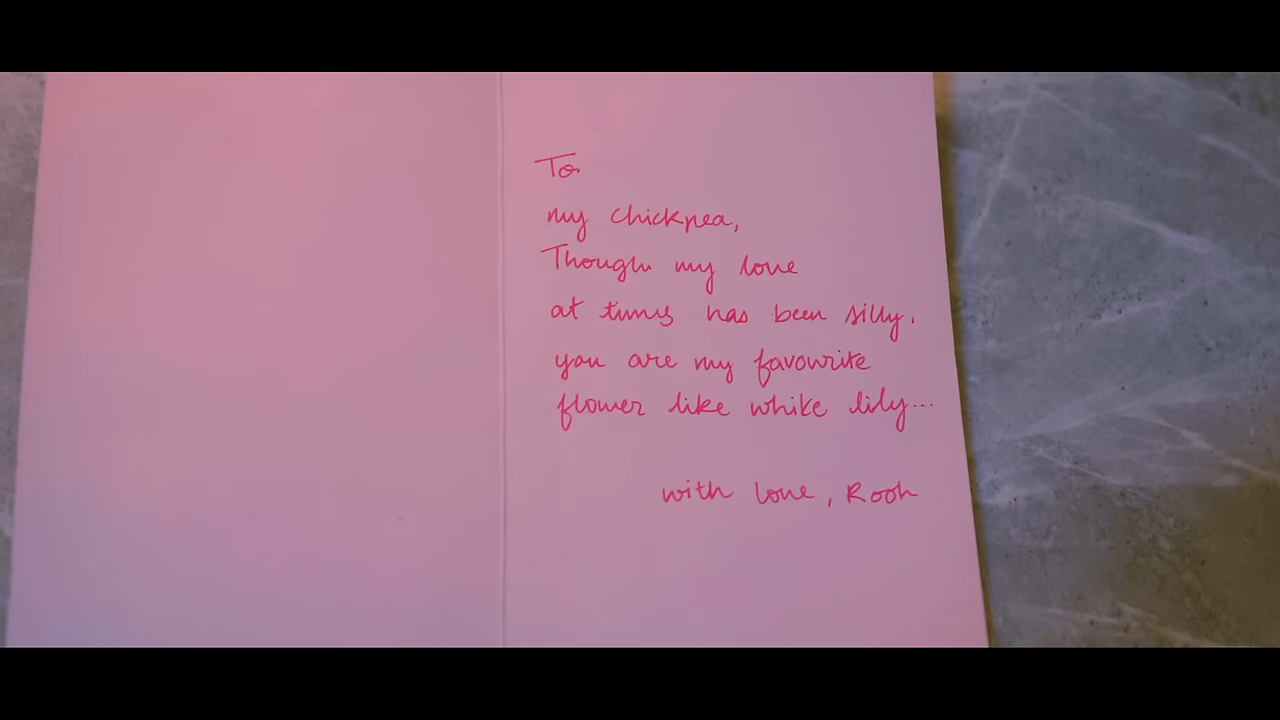 To
my chickpea,
Though my love
at times has been silly,
you are my favourite
flower like white lily...
with love, Rooh